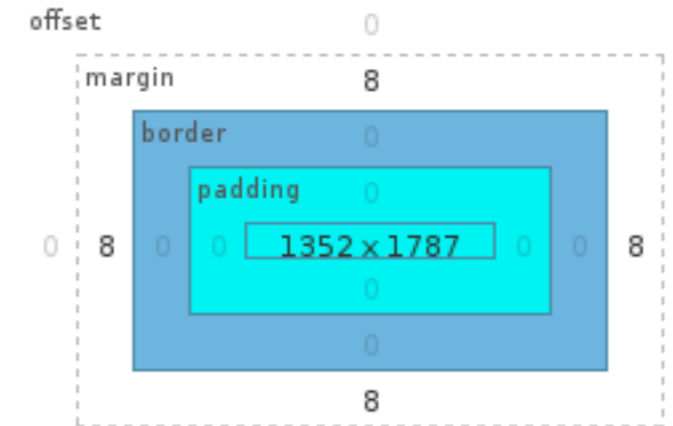 offset 0
margin 8
border 0
padding 0
0 8 0 0 1352 x 1787 0 0 8
0
0
8